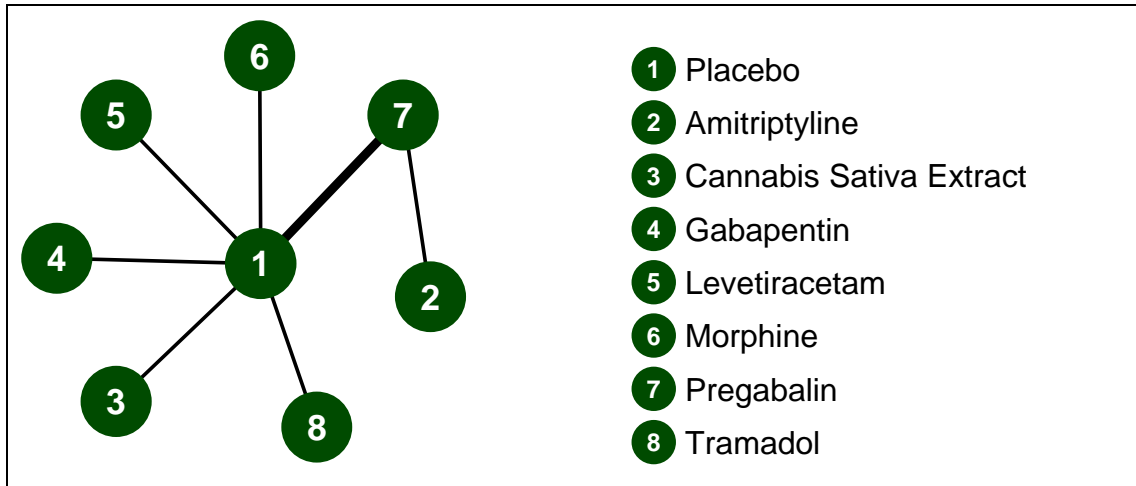 6
5
7
4
1
2
3
8
1 Placebo
2 Amitriptyline
3 Cannabis Sativa Extract
4 Gabapentin
5 Levetiracetam
6 Morphine
7 Pregabalin
8 Tramadol